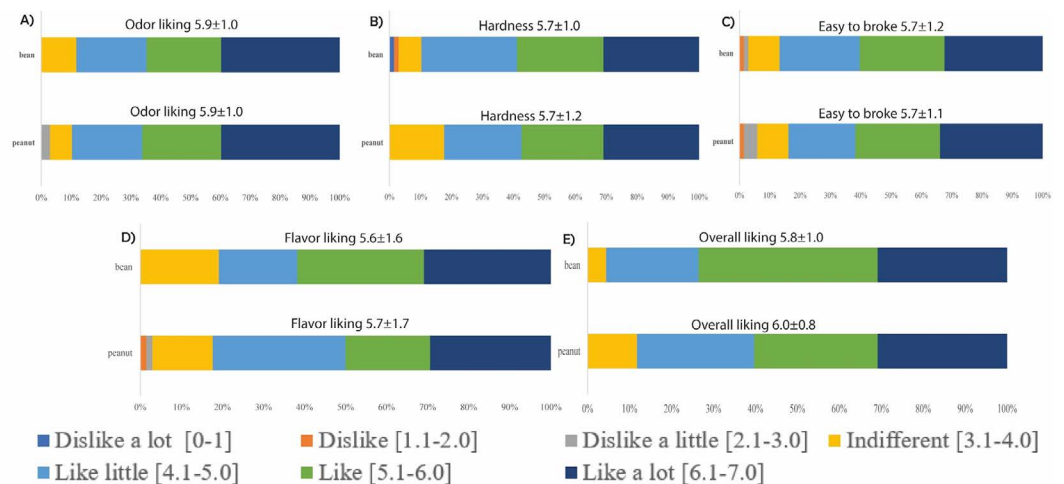 A)
Odor liking 5.9±1.0
bean
Odor liking 5.9±1.0
peanut
0% 10% 20% 30% 40% 50% 60% 70% 80% 90% 100%
B)
Hardness 5.7±1.0
bean
Hardness 5.7±1.2
peanut
0% 10% 20% 30% 40% 50% 60% 70% 80% 90% 100%
C)
Easy to broke 5.7±1.2
bean
Easy to broke 5.7±1.1
peanut
0% 10% 20% 30% 40% 50% 60% 70% 80% 90% 100%
D)
Flavor liking 5.6±1.6
bean
Flavor liking 5.7±1.7
peanut
0% 10% 20% 30% 40% 50% 60% 70% 80% 90% 100%
E)
Overall liking 5.8±1.0
bean
Overall liking 6.0±0.8
peanut
0% 10% 20% 30% 40% 50% 60% 70% 80% 90% 100%
Dislike a lot [0-1] Dislike [1.1-2.0] Dislike a little [2.1-3.0] Indifferent [3.1-4.0]
Like little [4.1-5.0] Like [5.1-6.0] Like a lot [6.1-7.0]